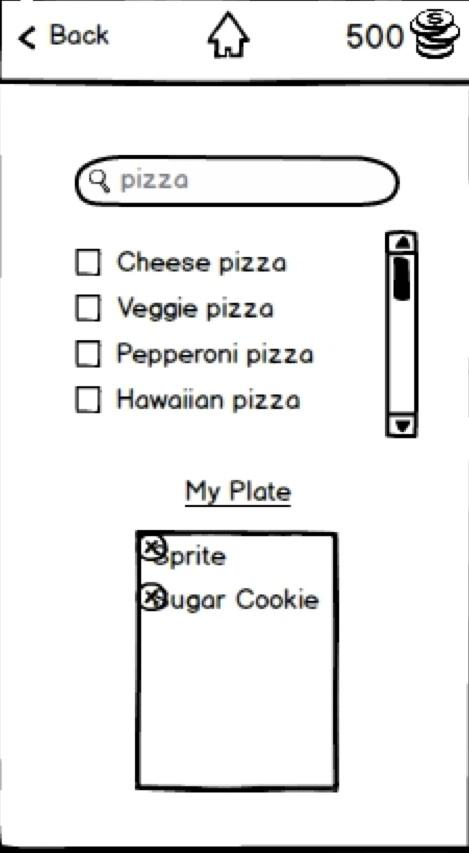 Back
500
pizza
Cheese pizza
Veggie pizza
Pepperoni pizza
Hawaiian pizza
My Plate
Sprite
Sugar Cookie